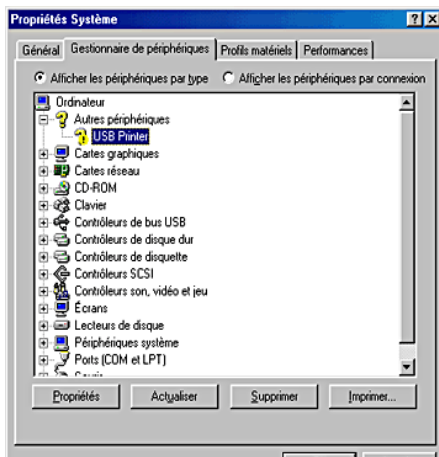 Propriétés Système
Général Gestionnaire de périphériques Profils matériels Performances
Afficher les périphériques par type Afficher les périphériques par connexion
Ordinateur
Autres périphériques
USB Printer
Cartes graphiques
Cartes réseau
CD-ROM
Clavier
Contrôleurs de bus USB
Contrôleurs de disque dur
Contrôleurs de disquette
Contrôleurs SCSI
Contrôleurs son, vidéo et jeu
Écrans
Lecteurs de disque
Périphériques système
Ports (COM et LPT)
Propriétés Actualiser Supprimer Imprimer...